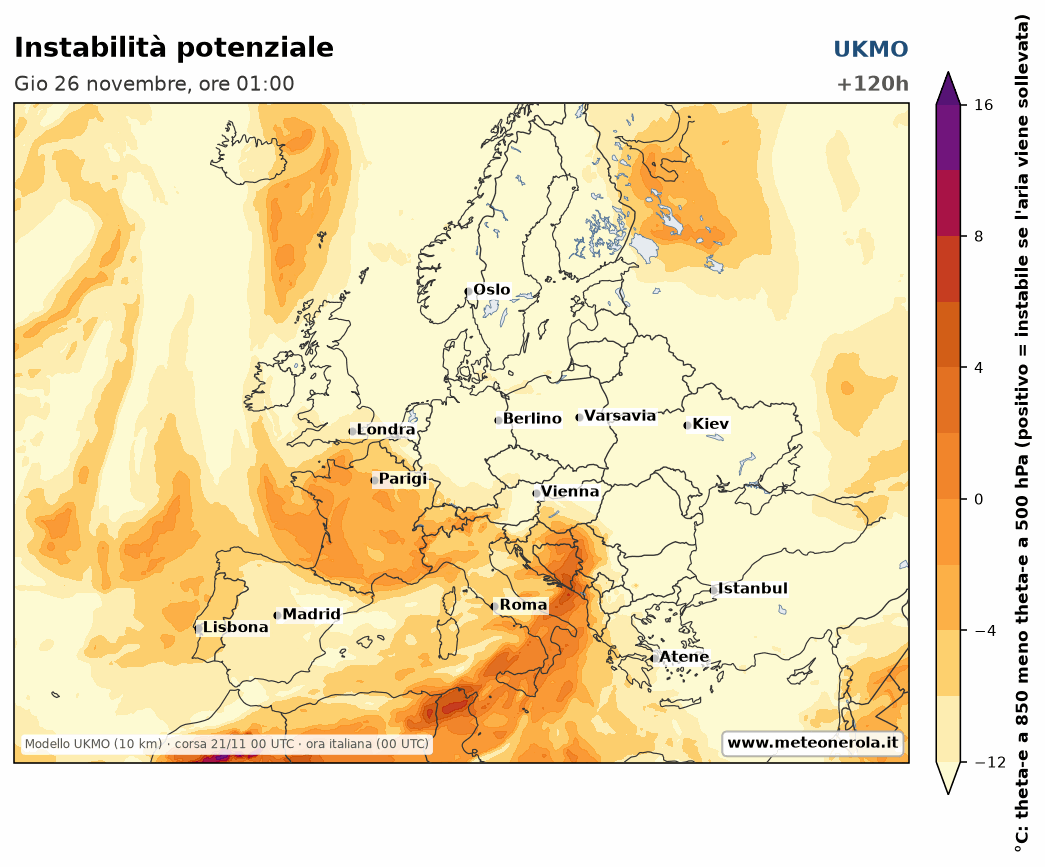 Instabilità potenziale
UKMO
Gio 26 novembre, ore 01:00
+120h
Oslo
Londra
Berlino
Varsavia
Kiev
Parigi
Vienna
Istanbul
Roma
Madrid
Lisbona
Atene
Modello UKMO (10 km) · corsa 21/11 00 UTC · ora italiana (00 UTC)
www.meteonerola.it
16
8
4
0
−4
−12
°C: theta-e a 850 meno theta-e a 500 hPa (positivo = instabile se l'aria viene sollevata)